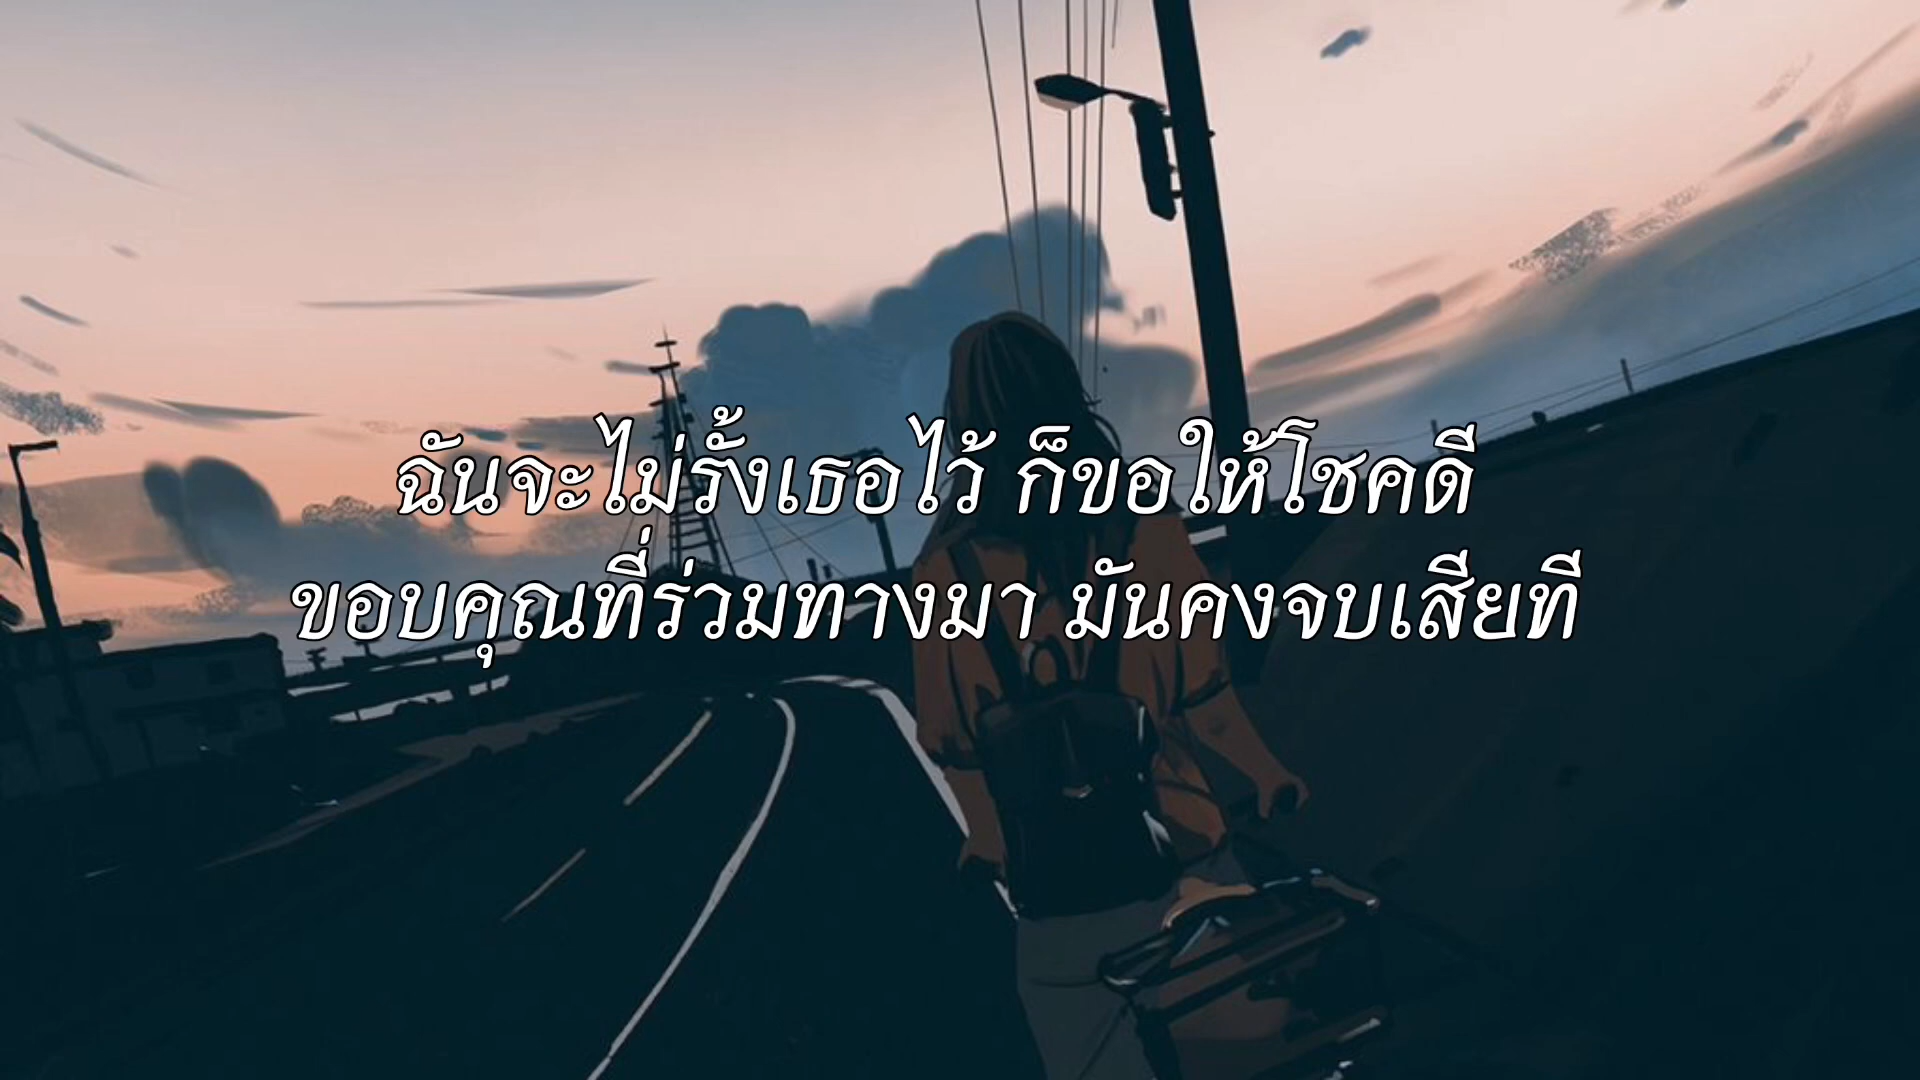 ฉันจะไม่รั้งเธอไว้ ก็ขอให้โชคดี
ขอบคุณที่ร่วมทางมา มันคงจบเสียที